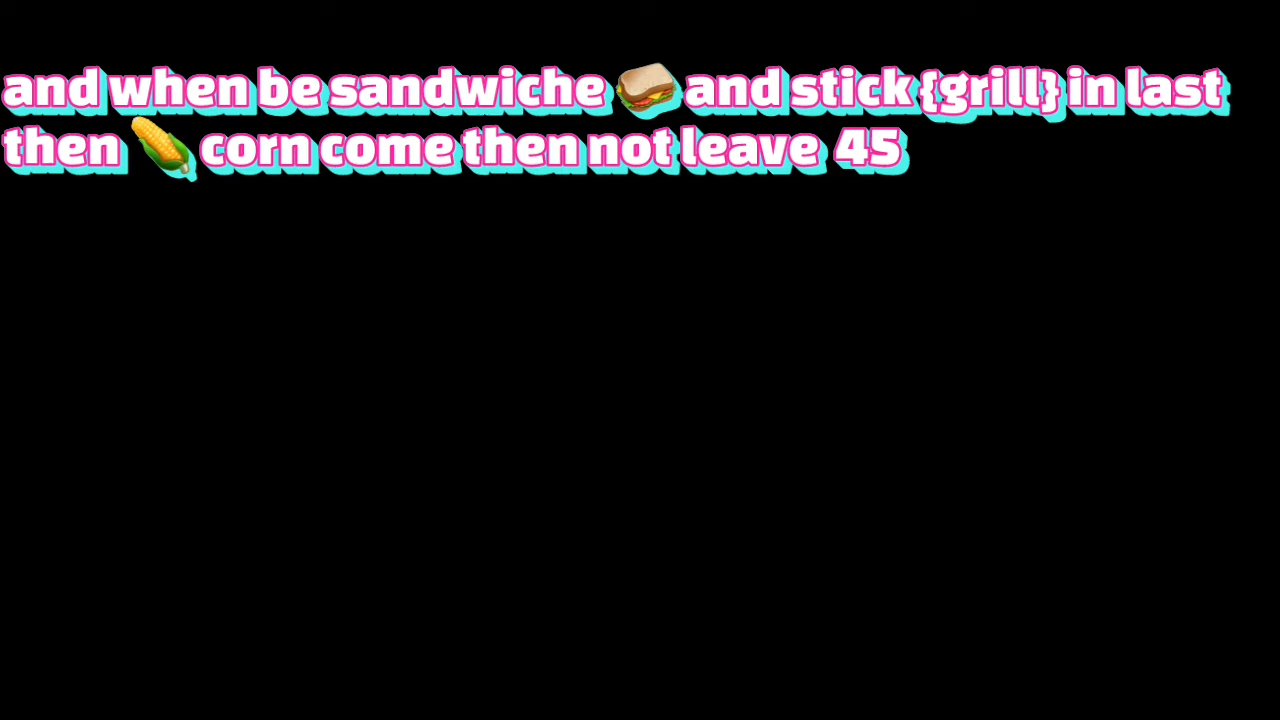 and when be sandwiche 🥪 and stick {grill} in last
then 🌽 corn come then not leave 45